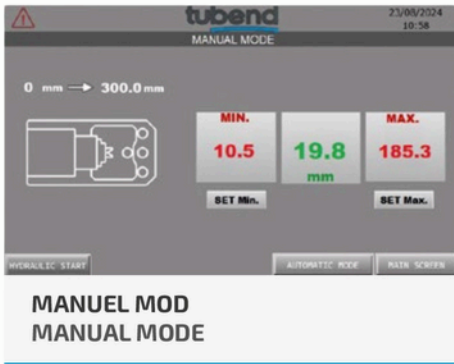 tubend
23/08/2024
10:58
MANUAL MODE
0 mm → 300.0 mm
MIN.
10.5
SET Min.
19.8
mm
MAX.
185.3
SET Max.
HYDRAULIC START
AUTOMATIC MODE
MAIN SCREEN
MANUEL MOD
MANUAL MODE